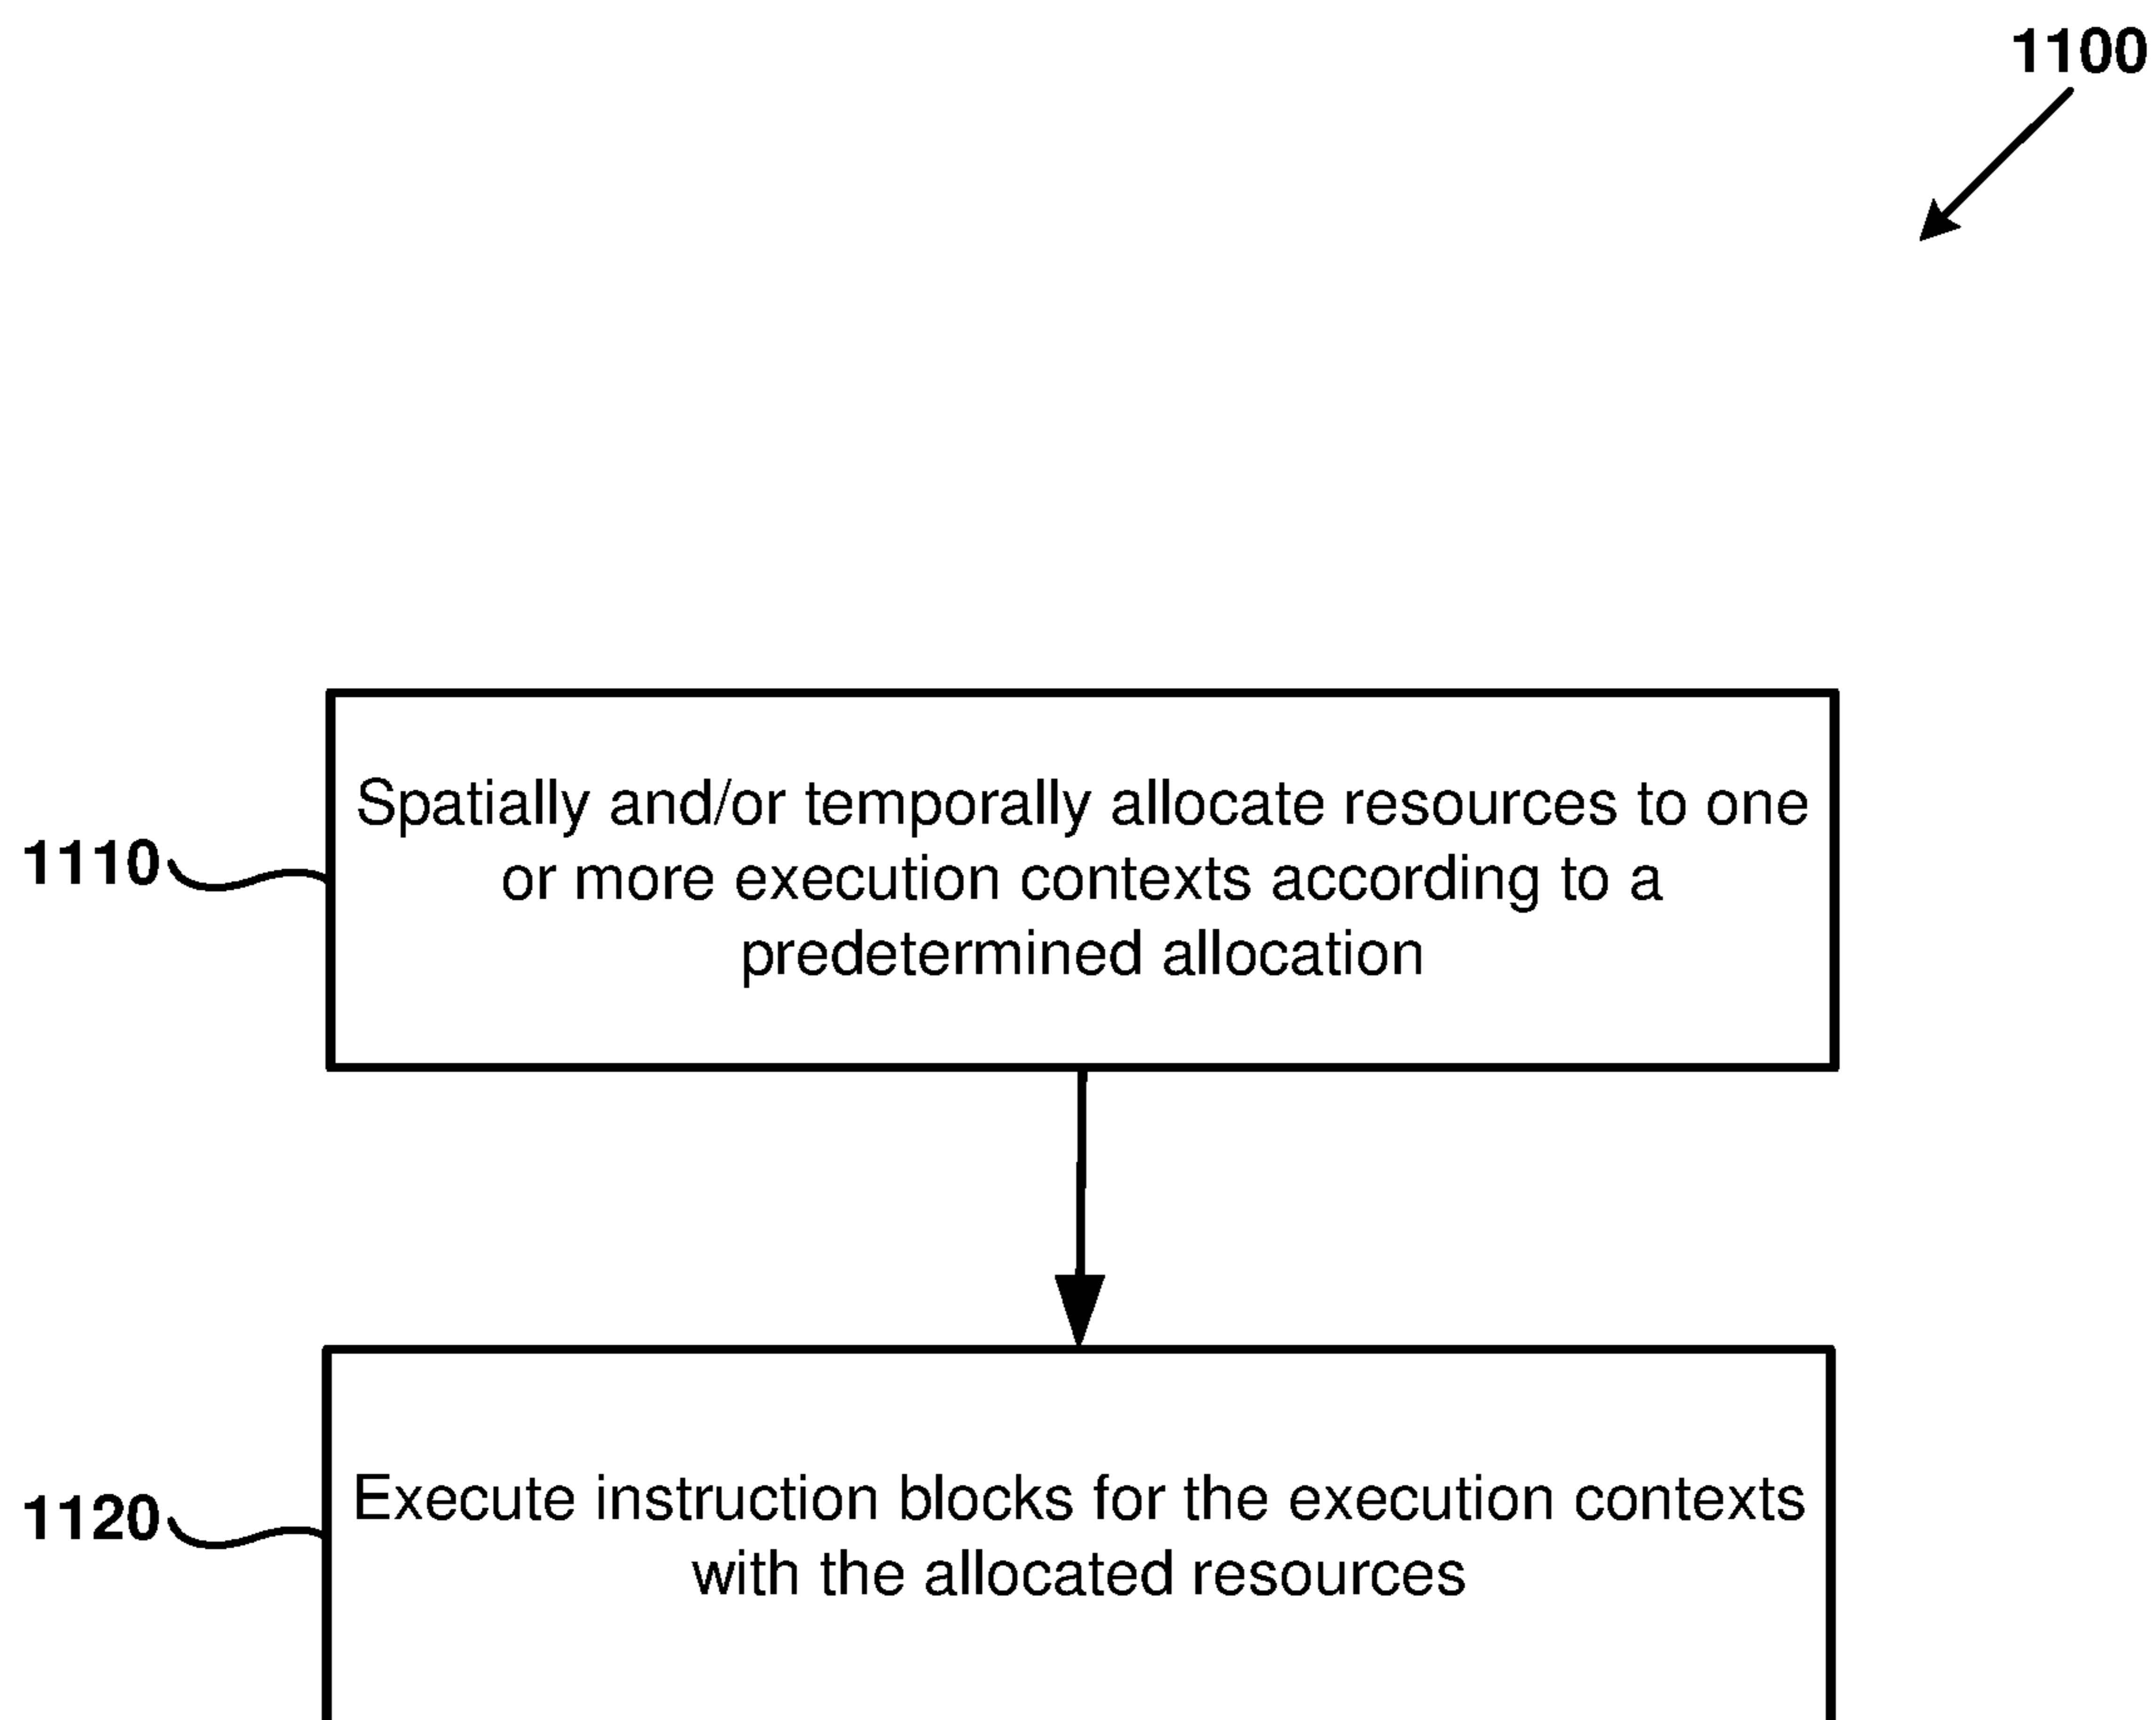 1100
Spatially and/or temporally allocate resources to one
1110
or more execution contexts according to a
predetermined allocation
Execute instruction blocks for the execution contexts
1120
with the allocated resources